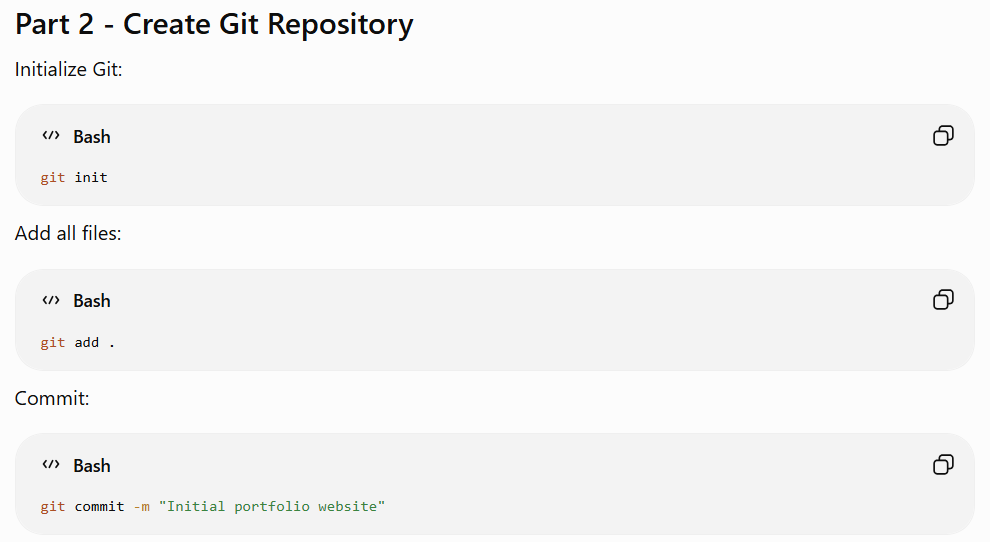 Part 2 - Create Git Repository
Initialize Git:
Bash
git init
Add all files:
Bash
git add .
Commit:
Bash
git commit -m "Initial portfolio website"